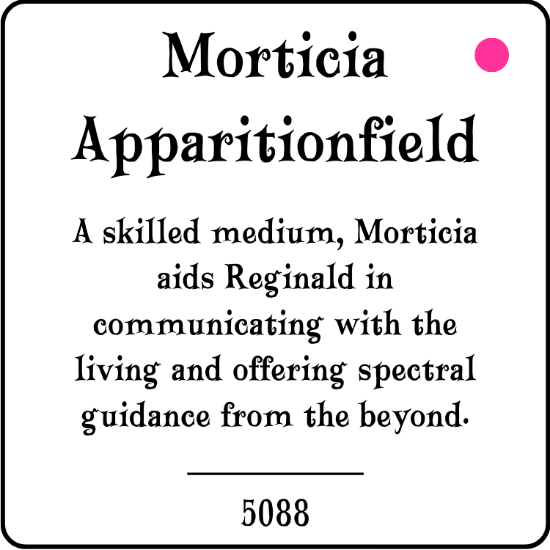 Morticia
Apparitionfield
A skilled medium, Morticia
aids Reginald in
communicating with the
living and offering spectral
guidance from the beyond.
5088